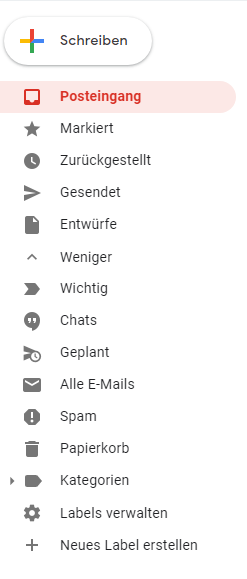 Schreiben
Posteingang
Markiert
Zurückgestellt
Gesendet
Entwürfe
Weniger
Wichtig
Chats
Geplant
Alle E-Mails
Spam
Papierkorb
Kategorien
Labels verwalten
Neues Label erstellen